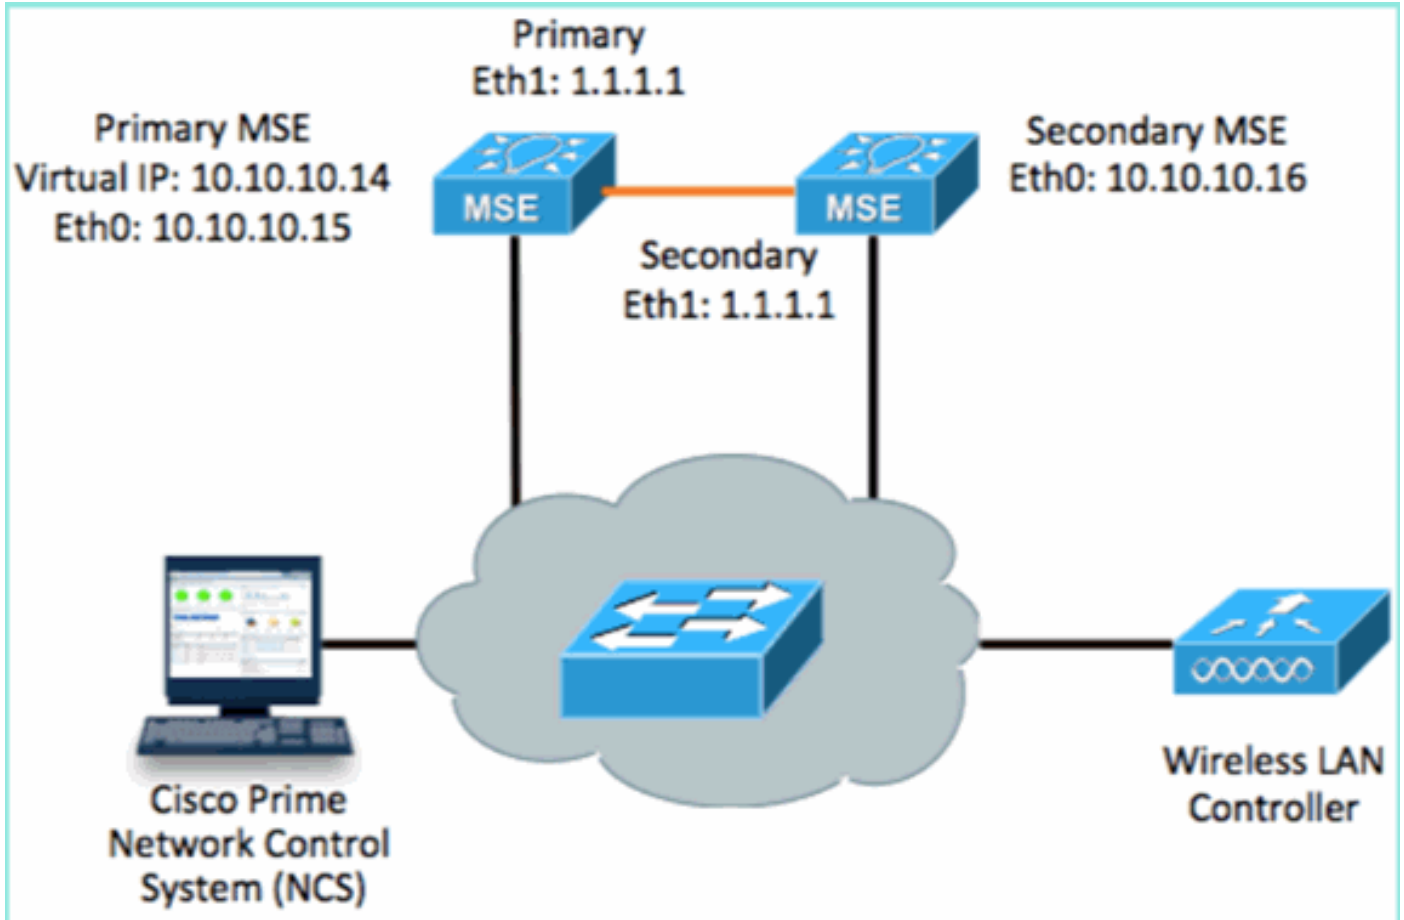 Primary
Eth1: 1.1.1.1
Primary MSE
Virtual IP: 10.10.10.14
Eth0: 10.10.10.15
MSE
MSE
Secondary MSE
Eth0: 10.10.10.16
Secondary
Eth1: 1.1.1.1
Cisco Prime
Network Control
System (NCS)
Wireless LAN
Controller